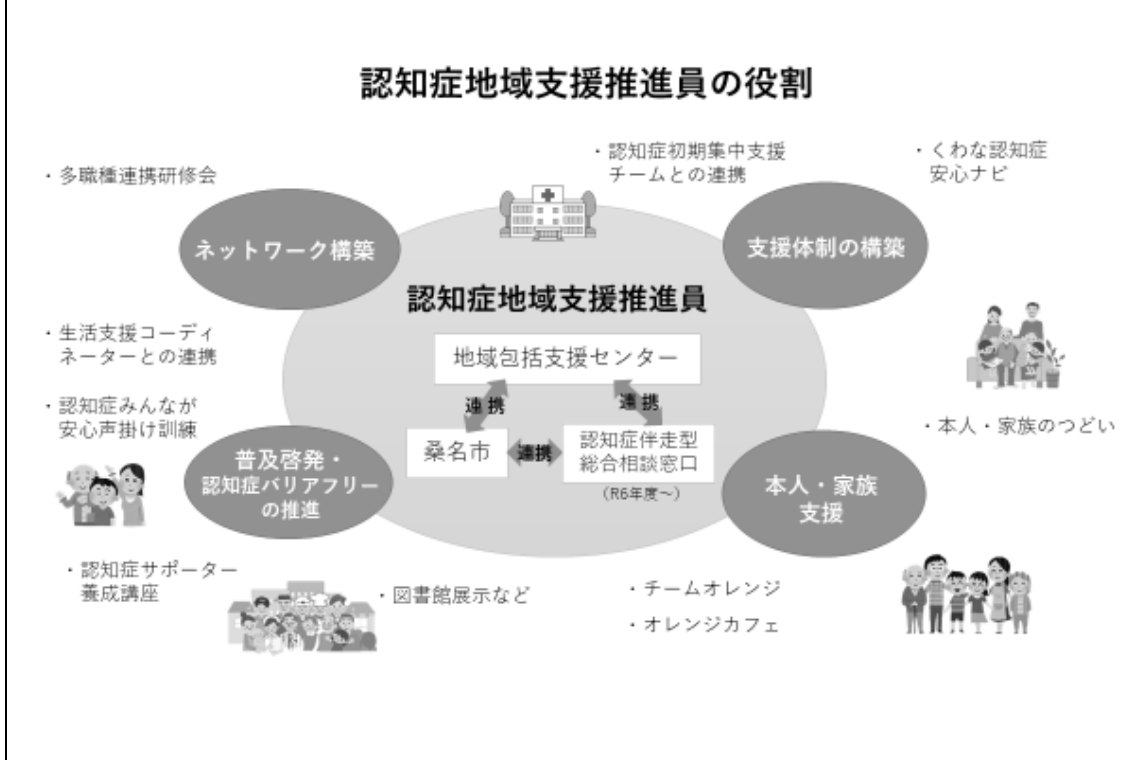 認知症地域支援推進員の役割
・多職種連携研修会
・認知症初期集中支援
チームとの連携
・くわな認知症
安心ナビ
ネットワーク構築
支援体制の構築
認知症地域支援推進員
・生活支援コーディ
ネーターとの連携
地域包括支援センター
連携
連携
・認知症みんなが
安心声掛け訓練
・本人・家族のつどい
桑名市
連携
認知症伴走型
総合相談窓口
(R6年度~)
普及啓発・
認知症バリアフリー
の推進
本人・家族
支援
・認知症サポーター
養成講座
・図書館展示など
・チームオレンジ
・オレンジカフェ